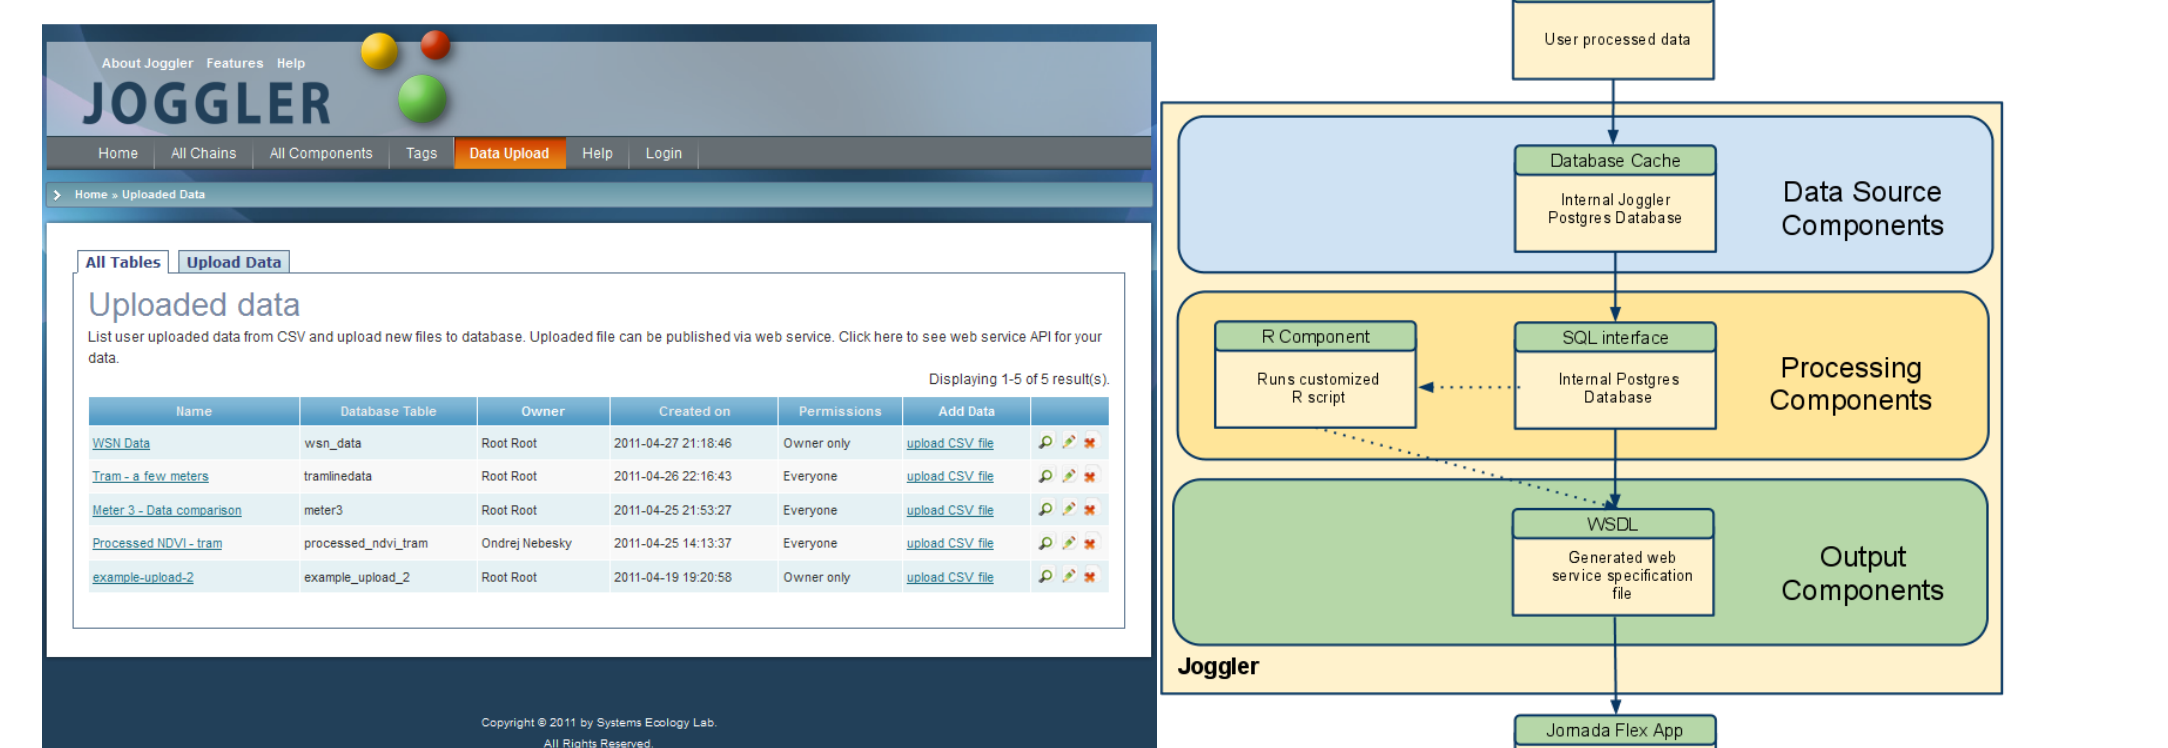 About Joggler Features Help
JOGGLER
Home All Chains All Components Tags Data Upload Help Login
Home » Uploaded Data
All Tables Upload Data
Uploaded data
List user uploaded data from CSV and upload new files to database. Uploaded file can be published via web service. Click here to see web service API for your
data.
Displaying 1-5 of 5 result(s).
Name Database Table Owner Created on Permissions Add Data
WSN Data wsn_data Root Root 2011-04-27 21:18:46 Owner only upload CSV file
Tram - a few meters tramlinedata Root Root 2011-04-26 22:16:43 Everyone upload CSV file
Meter 3 - Data comparison meter3 Root Root 2011-04-25 21:53:27 Everyone upload CSV file
Processed NDVI - tram processed_ndvi_tram Ondrej Nebesky 2011-04-25 14:13:37 Everyone upload CSV file
example-upload-2 example_upload_2 Root Root 2011-04-19 19:20:58 Owner only upload CSV file
Copyright © 2011 by Systems Ecology Lab.
All Rights Reserved.
User processed data
Database Cache
Internal Joggler
Postgres Database
Data Source
Components
R Component
Runs customized
R script
SQL interface
Internal Postgres
Database
Processing
Components
WSDL
Generated web
service specification
file
Output
Components
Joggler
Jornada Flex App